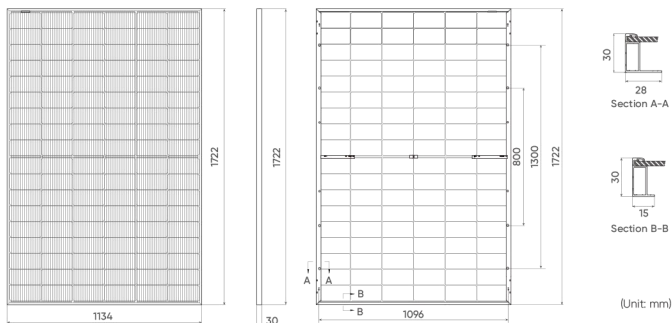 1722
1134
1722
30
A
A
B
B
800
1300
1722
1096
30
28
Section A-A
30
15
Section B-B
(Unit: mm)